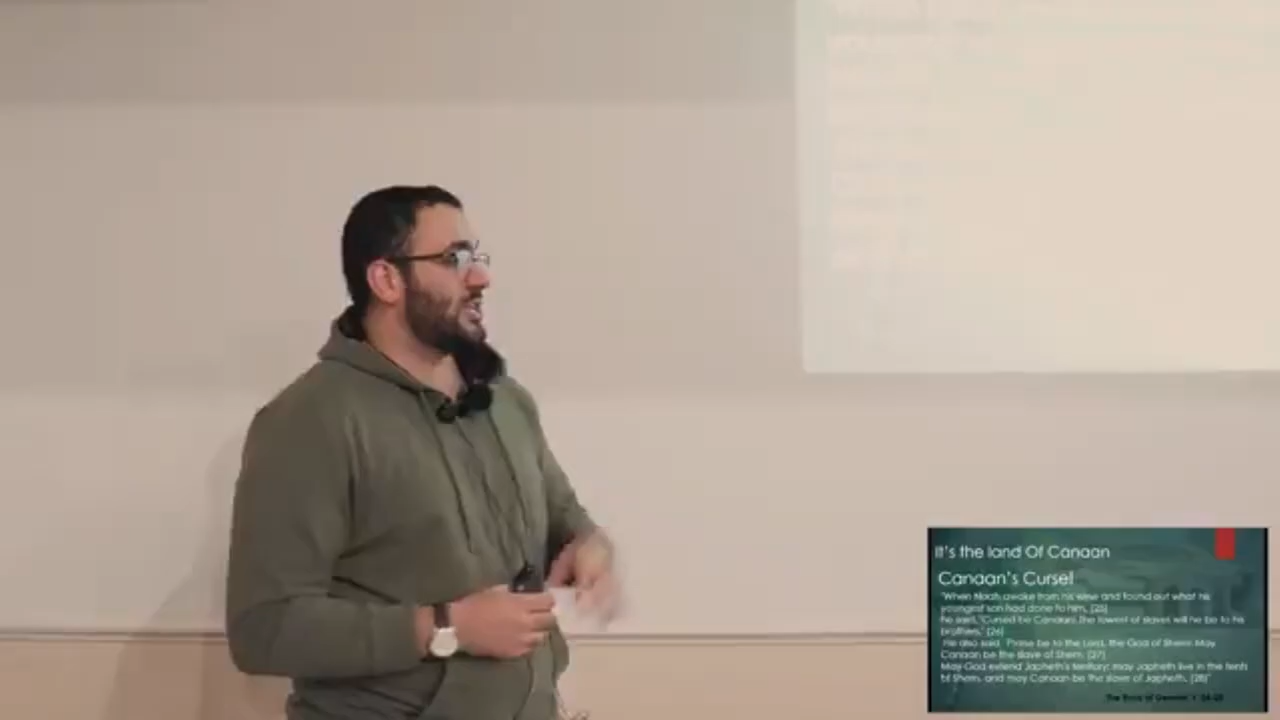 It's the land Of Canaan
Canaan's Curse!
"When Noah awoke from his wine and found out what his
youngest son had done to him, (25)
he said, "Cursed be Canaan! The lowest of slaves will he be to his
brothers." (26)
He also said, "Praise be to the Lord, the God of Shem! May
Canaan be the slave of Shem. (27)
May God extend Japheth's territory; may Japheth live in the tents
of Shem, and may Canaan be the slave of Japheth. (28)"
The Book of Genesis